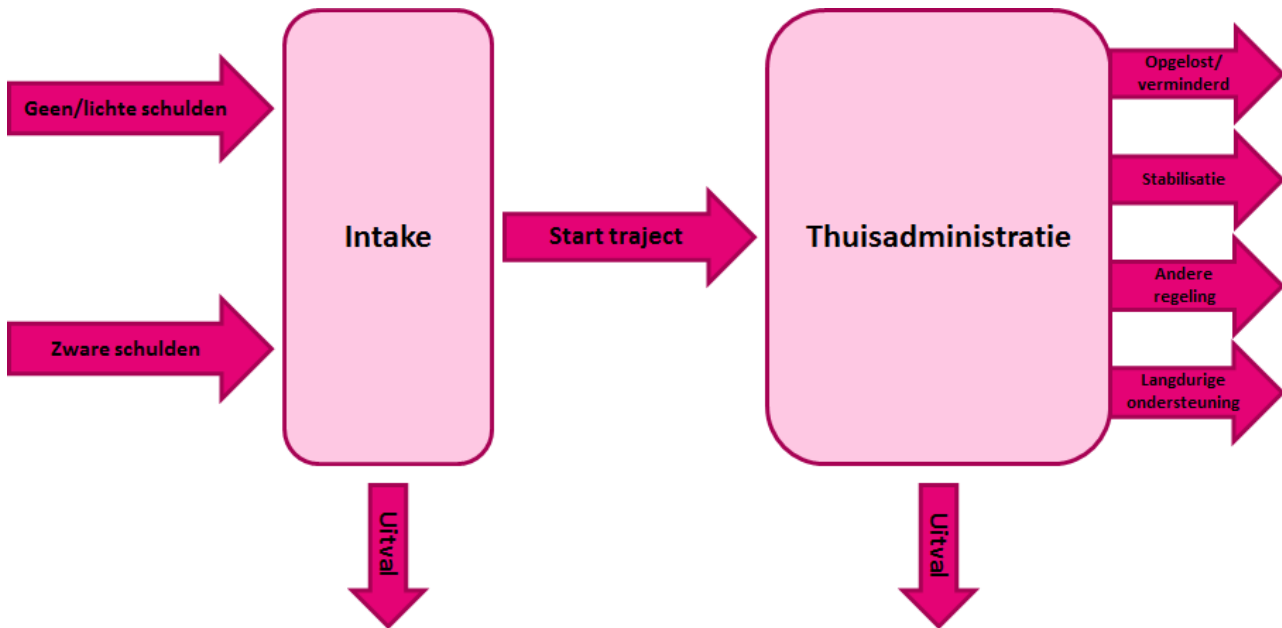 Geen/lichte schulden
Zware schulden
Intake
Uitval
Start traject
Thuisadministratie
Uitval
Opgelost/
verminderd
Stabilisatie
Andere
regeling
Langdurige
ondersteuning